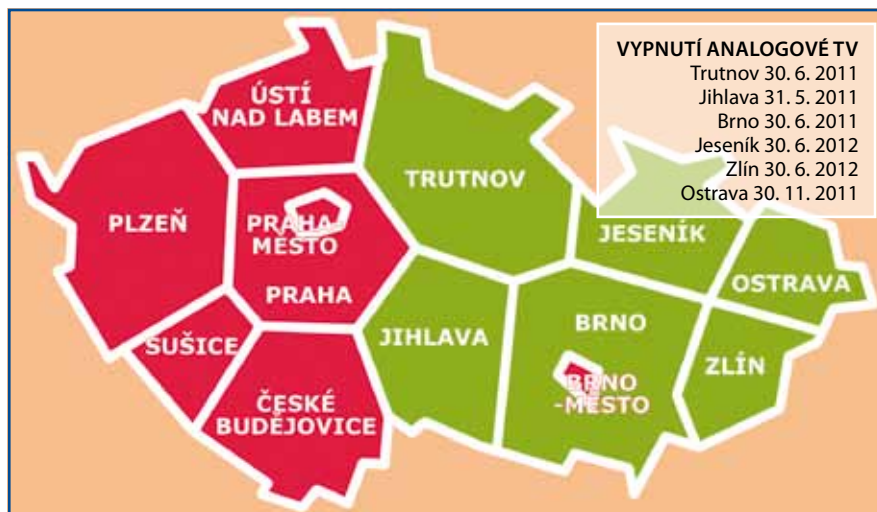 VYPNUTÍ ANALOGOVÉ TV
Trutnov 30. 6. 2011
Jihlava 31. 5. 2011
Brno 30. 6. 2011
Jeseník 30. 6. 2012
Zlín 30. 6. 2012
Ostrava 30. 11. 2011
ÚSTÍ
NAD LABEM
TRUTNOV
PLZEŇ
PRAHA-
MĚSTO
PRAHA
JESENÍK
OSTRAVA
SUŠICE
JIHLAVA
BRNO
BRNO
-MĚSTO
ZLÍN
ČESKÉ
BUDĚJOVICE